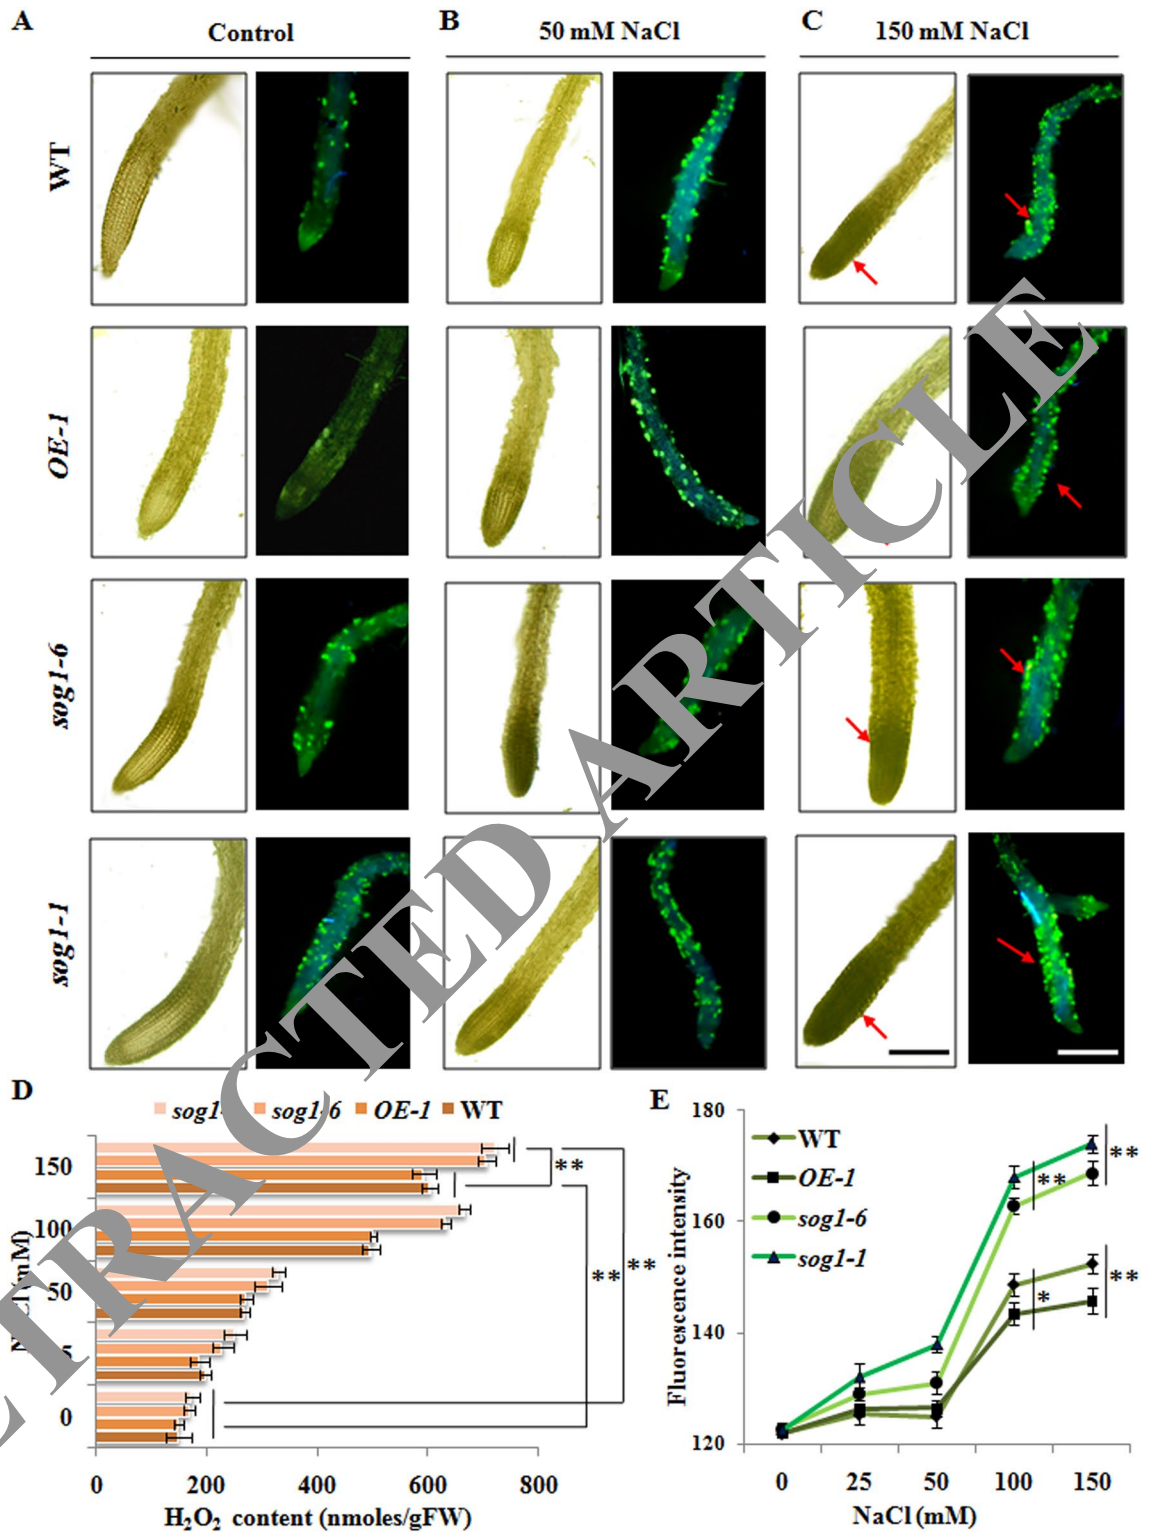 A
Control
B
50 mM NaCl
C
150 mM NaCl
WT
OE-1
sog1-6
sog1-1
RETRACTED ARTICLE
D
sog1-6
OE-1
WT
150
100
50
0
NaCl (mM)
0 200 400 600 800
H₂O₂ content (nmoles/gFW)
**
**
**
E
WT
OE-1
sog1-6
sog1-1
Fluorescence intensity
180
160
140
120
**
**
*
**
0 25 50 100 150
NaCl (mM)